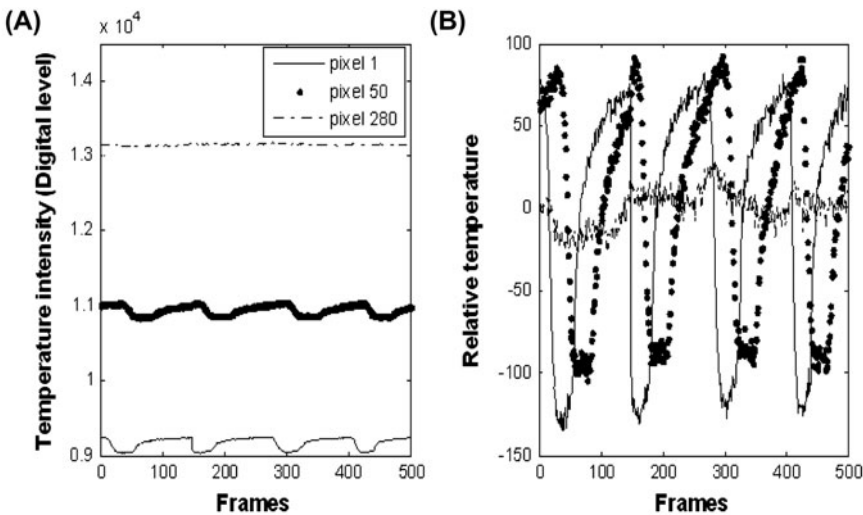 (A)
x 10⁴
Temperature intensity (Digital level)
1.4
1.3
1.2
1.1
1
0.9
0
100
200
300
400
500
Frames
pixel 1
pixel 50
pixel 280
(B)
Relative temperature
100
50
0
-50
-100
-150
0
100
200
300
400
500
Frames